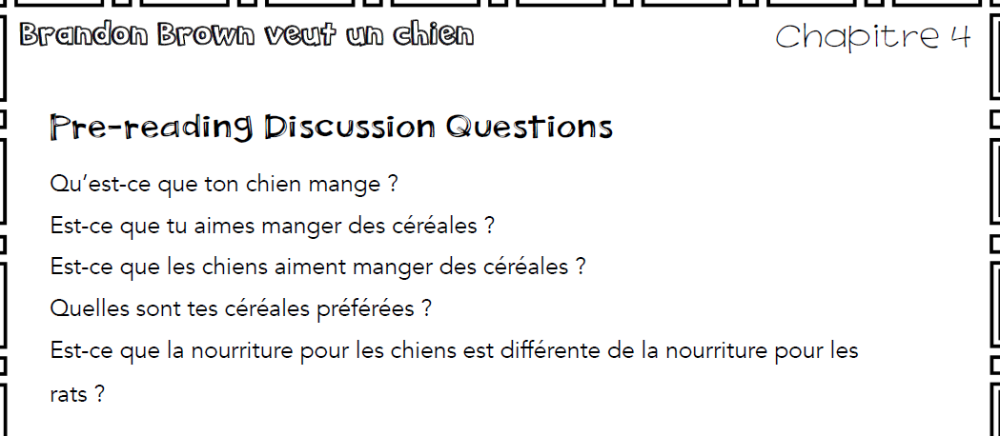 Brandon Brown veut un chien
Chapitre 4
Pre-reading Discussion Questions
Qu’est-ce que ton chien mange ?
Est-ce que tu aimes manger des céréales ?
Est-ce que les chiens aiment manger des céréales ?
Quelles sont tes céréales préférées ?
Est-ce que la nourriture pour les chiens est différente de la nourriture pour les
rats ?